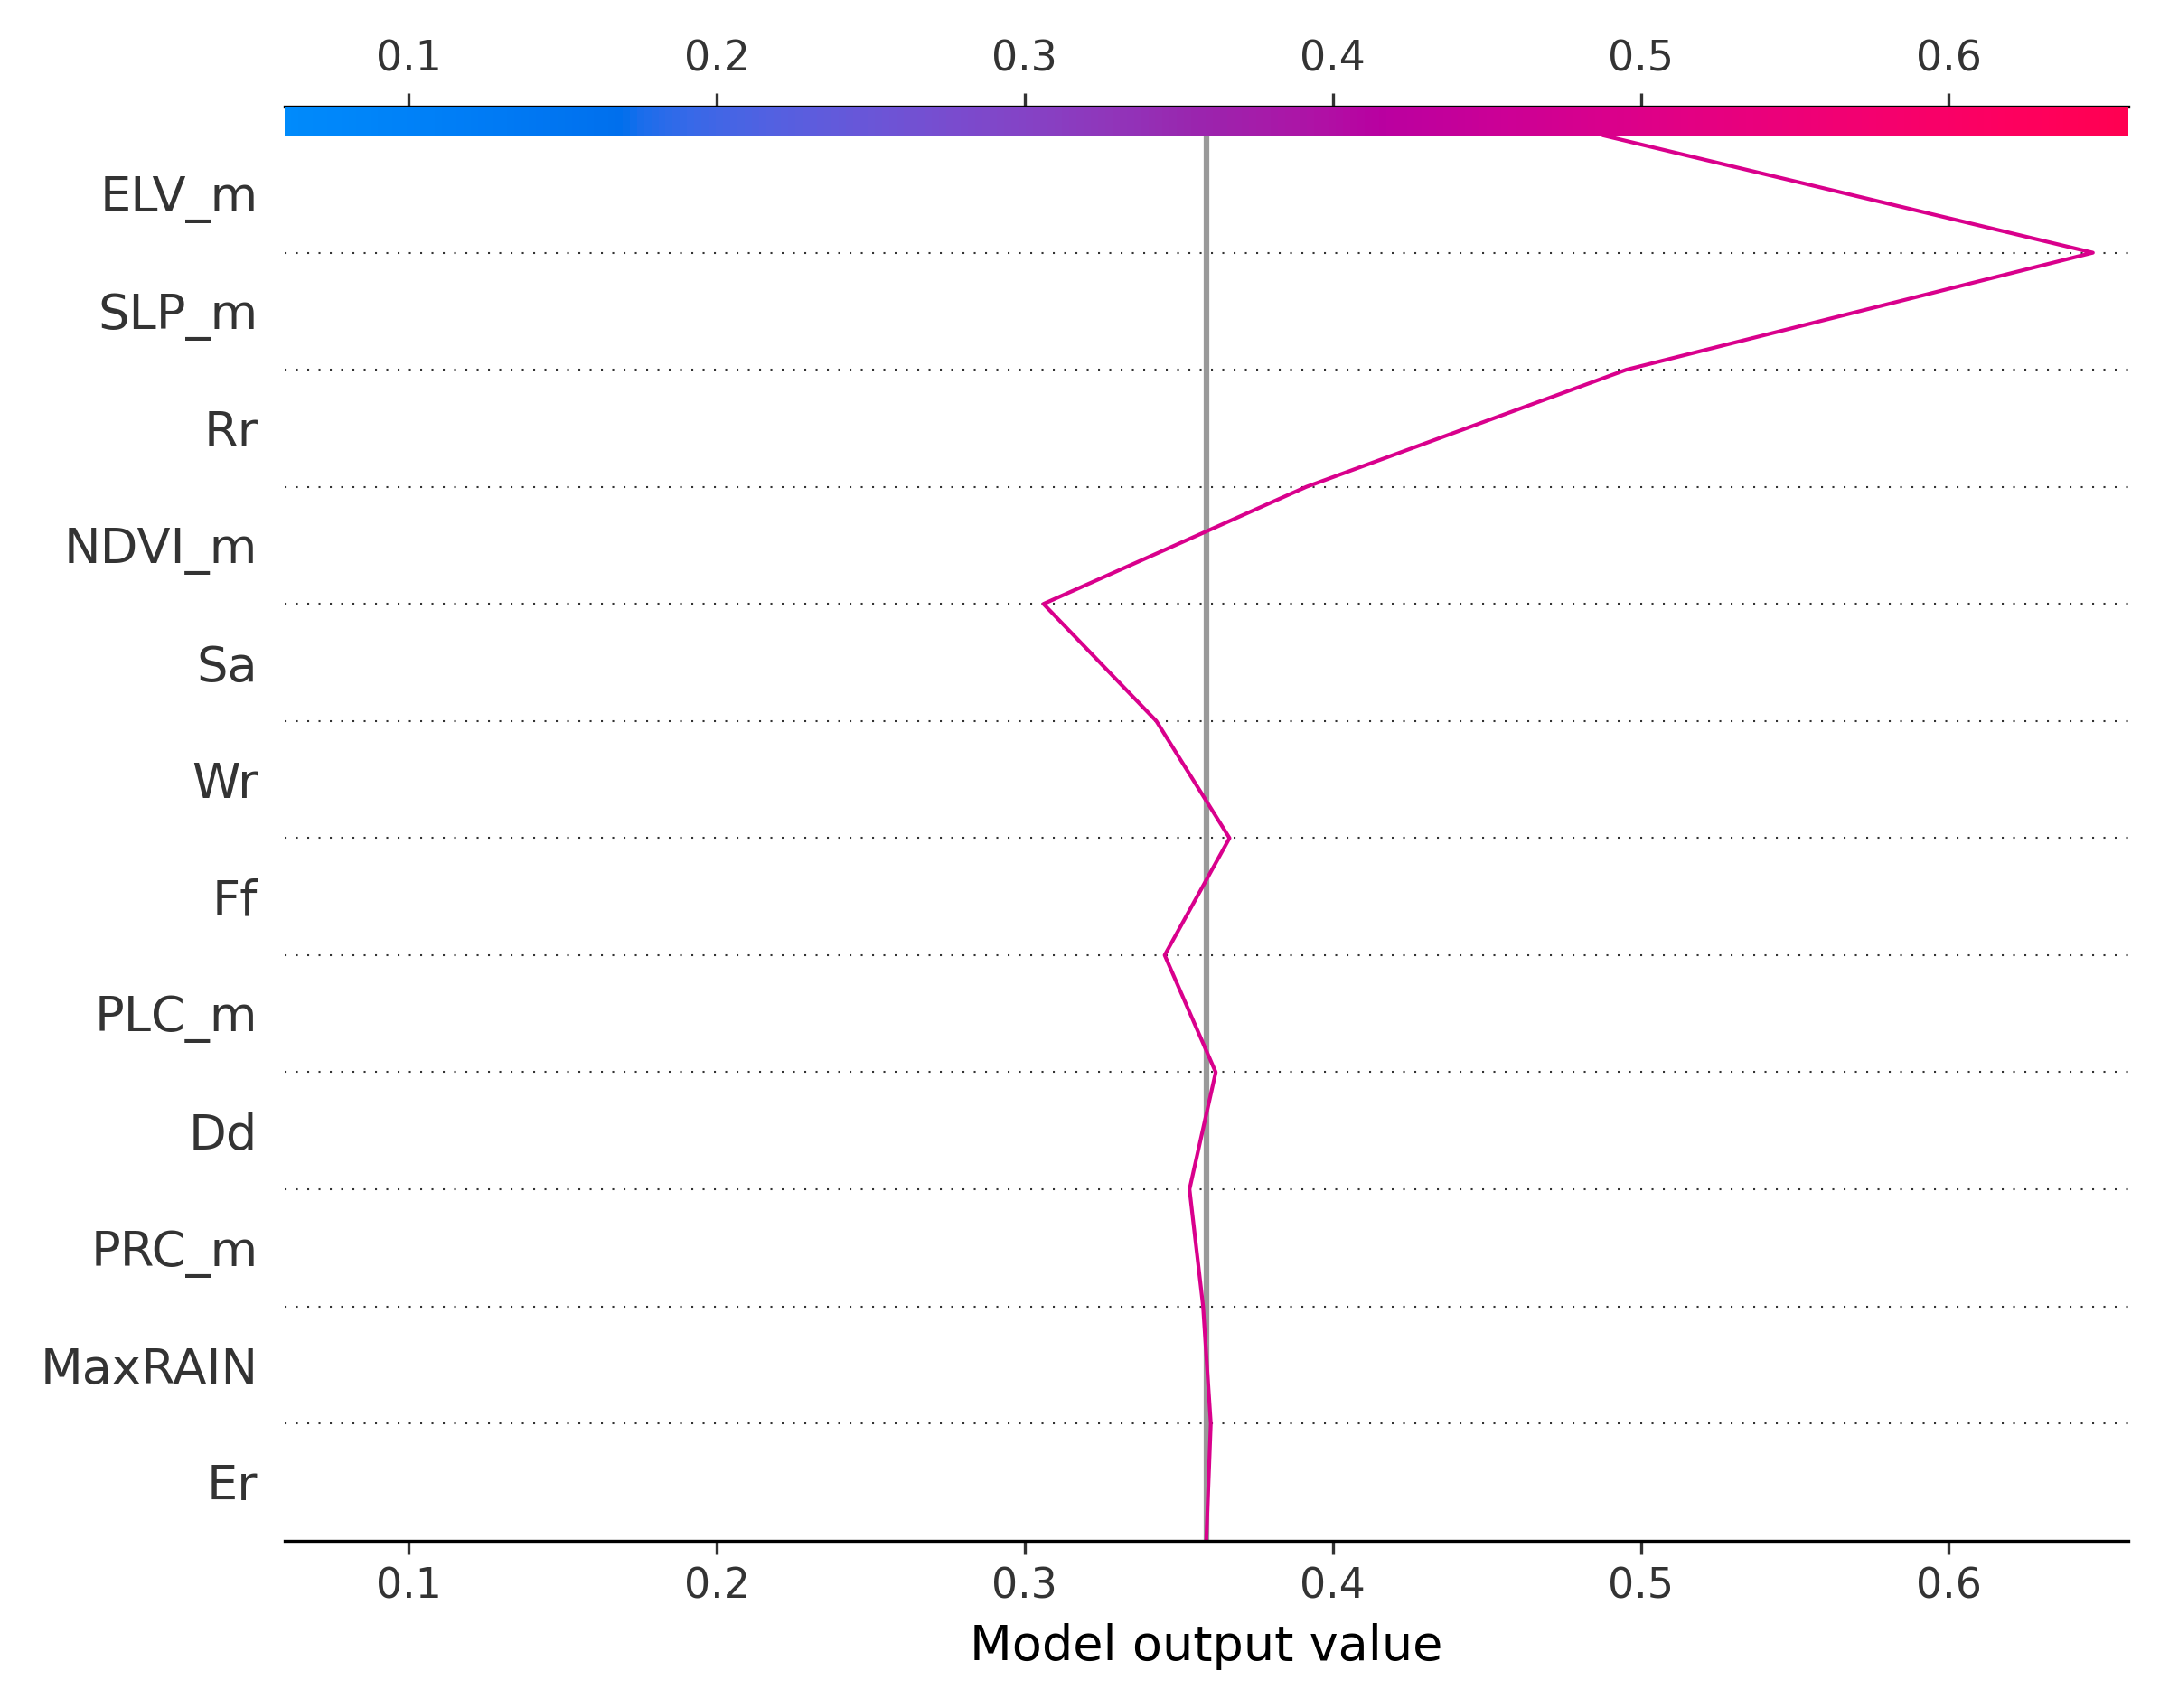 0.1 0.2 0.3 0.4 0.5 0.6
ELV_m
SLP_m
Rr
NDVI_m
Sa
Wr
Ff
PLC_m
Dd
PRC_m
MaxRAIN
Er
0.1 0.2 0.3 0.4 0.5 0.6
Model output value